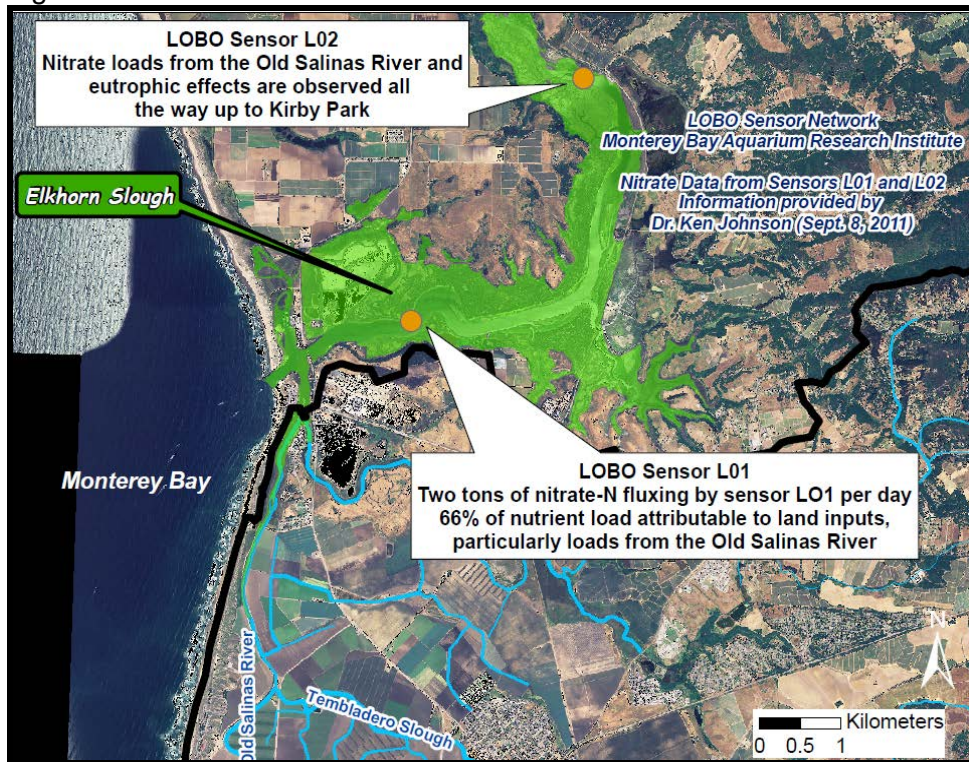 LOBO Sensor L02
Nitrate loads from the Old Salinas River and
eutrophic effects are observed all
the way up to Kirby Park
LOBO Sensor Network
Monterey Bay Aquarium Research Institute
Nitrate Data from Sensors L01 and L02
Information provided by
Dr. Ken Johnson (Sept. 8, 2011)
Elkhorn Slough
Monterey Bay
LOBO Sensor L01
Two tons of nitrate-N fluxing by sensor LO1 per day
66% of nutrient load attributable to land inputs,
particularly loads from the Old Salinas River
Old Salinas River
Tembladero Slough
N
Kilometers
0 0.5 1